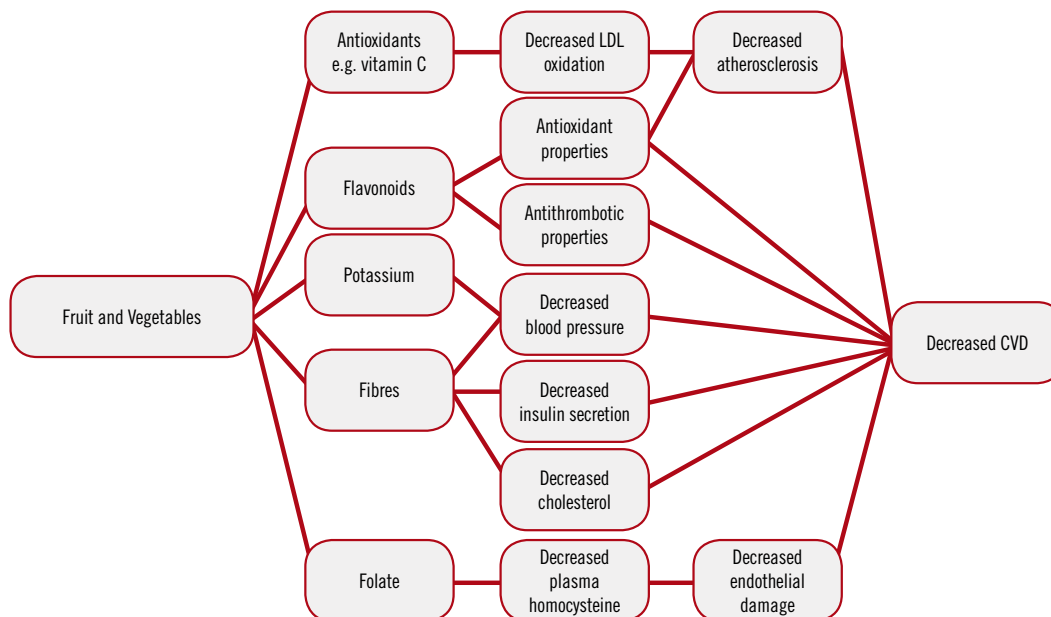 Antioxidants
e.g. vitamin C
Decreased LDL
oxidation
Decreased
atherosclerosis
Antioxidant
properties
Flavonoids
Antithrombotic
properties
Potassium
Fruit and Vegetables
Decreased
blood pressure
Decreased CVD
Fibres
Decreased
insulin secretion
Decreased
cholesterol
Folate
Decreased
plasma
homocysteine
Decreased
endothelial
damage